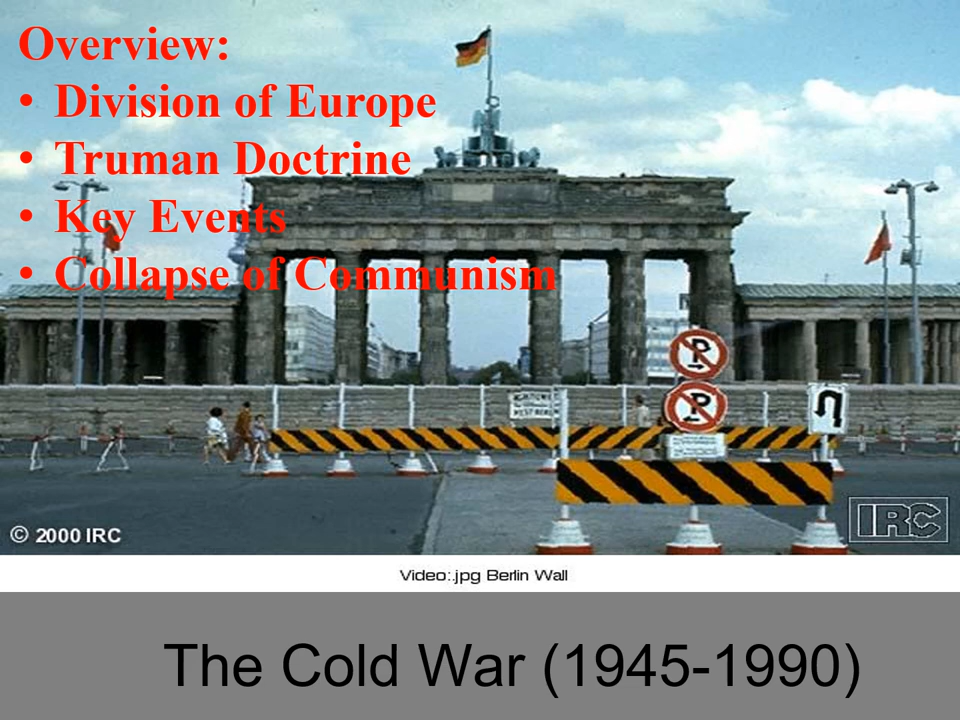 Overview:
• Division of Europe
• Truman Doctrine
• Key Events
• Collapse of Communism
P
P
© 2000 IRC
IRC
Video:.jpg Berlin Wall
The Cold War (1945-1990)